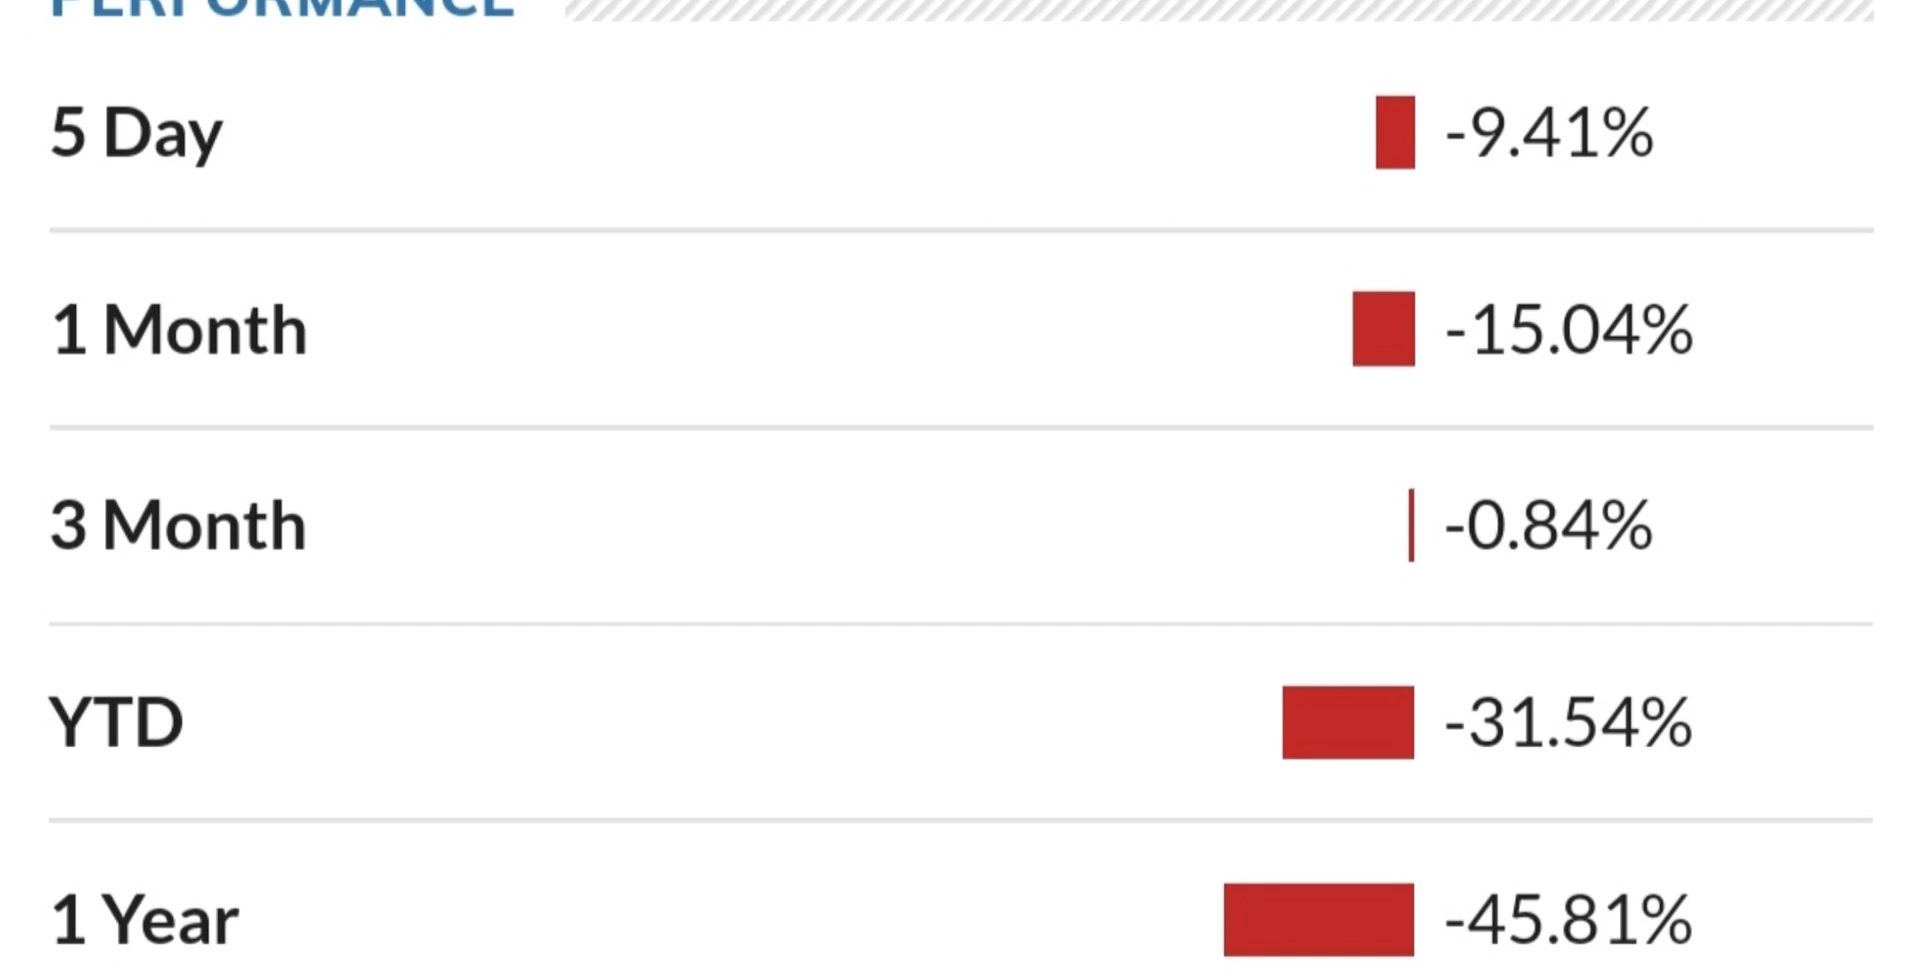 PERFORMANCE
5 Day -9.41%
1 Month -15.04%
3 Month -0.84%
YTD -31.54%
1 Year -45.81%